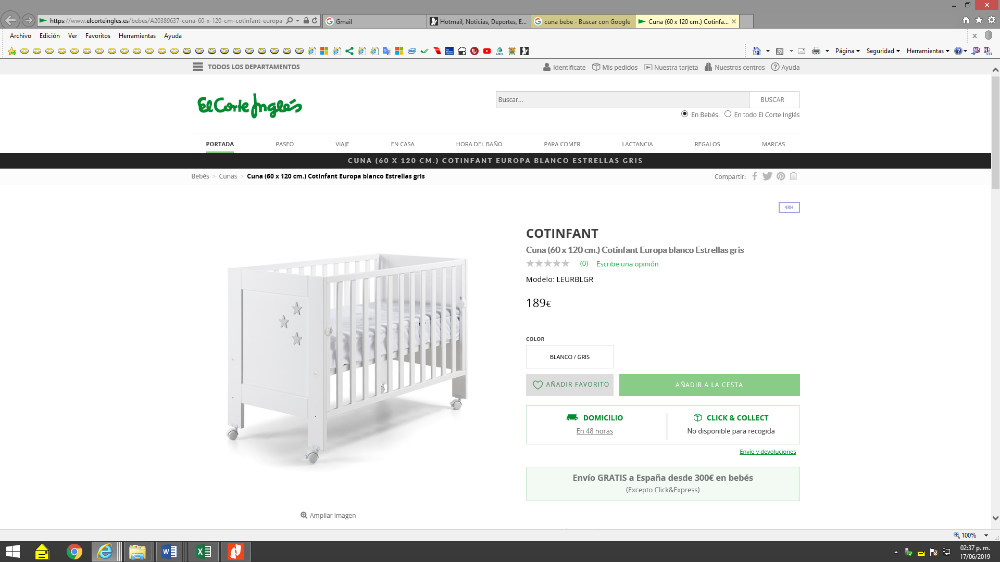 https://www.elcorteingles.es/bebes/A20389637-cuna-60-x-120-cm-cotinfant-europa-
Gmail
Hotmail, Noticias, Deportes, E...
cuna bebe - Buscar con Google
Cuna (60 x 120 cm.) Cotinfa...
Archivo Edición Ver Favoritos Herramientas Ayuda
Página Seguridad Herramientas
TODOS LOS DEPARTAMENTOS
Identifícate Mis pedidos Nuestra tarjeta Nuestros centros Ayuda
El Corte Inglés
Buscar...
BUSCAR
En Bebés En todo El Corte Inglés
PORTADA PASEO VIAJE EN CASA HORA DEL BAÑO PARA COMER LACTANCIA REGALOS MARCAS
CUNA (60 X 120 CM.) COTINFANT EUROPA BLANCO ESTRELLAS GRIS
Bebés > Cunas > Cuna (60 x 120 cm.) Cotinfant Europa blanco Estrellas gris
Compartir:
48H
COTINFANT
Cuna (60 x 120 cm.) Cotinfant Europa blanco Estrellas gris
(0) Escribe una opinión
Modelo: LEURBLGR
189€
COLOR
BLANCO / GRIS
AÑADIR FAVORITO
AÑADIR A LA CESTA
DOMICILIO
En 48 horas
CLICK & COLLECT
No disponible para recogida
Envío y devoluciones
Envío GRATIS a España desde 300€ en bebés
(Excepto Click&Express)
Ampliar imagen
100%
02:37 p. m.
17/06/2019